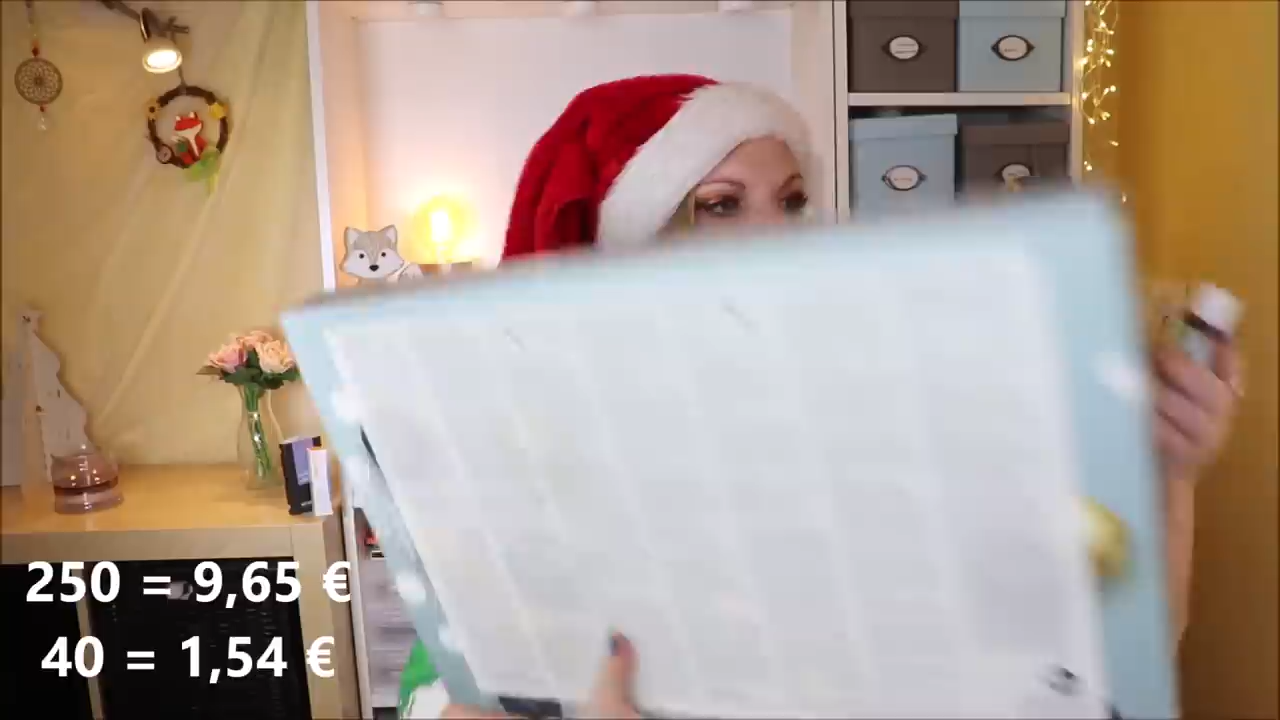 250 = 9,65 €
40 = 1,54 €